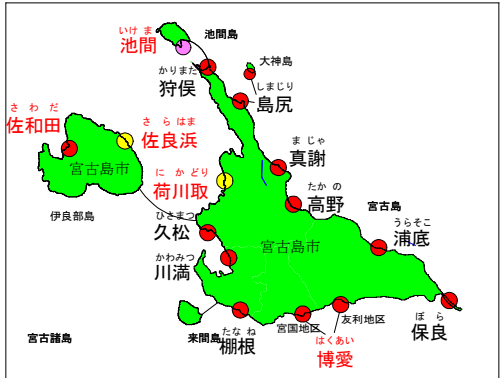 いけ ま
池間
池間島
大神島
かりまた
狩俣
しまじり
島尻
さ わ だ
佐和田
さ ら はま
佐良浜
ま じゃ
真謝
宮古島市
に か どり
荷川取
たか の
高野
宮古島
伊良部島
ひさまつ
久松
うらそこ
浦底
宮古島市
かわみつ
川満
宮古諸島
来間島
たな ね
棚根
宮国地区
友利地区
はくあい
博愛
ぼ ら
保良